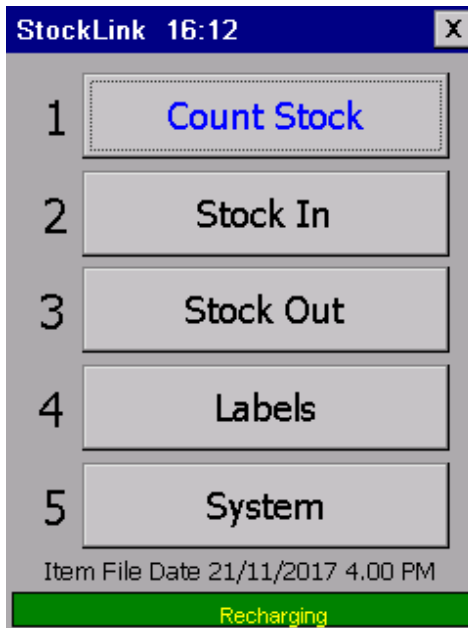 StockLink 16:12 X
1 Count Stock
2 Stock In
3 Stock Out
4 Labels
5 System
Item File Date 21/11/2017 4.00 PM
Recharging